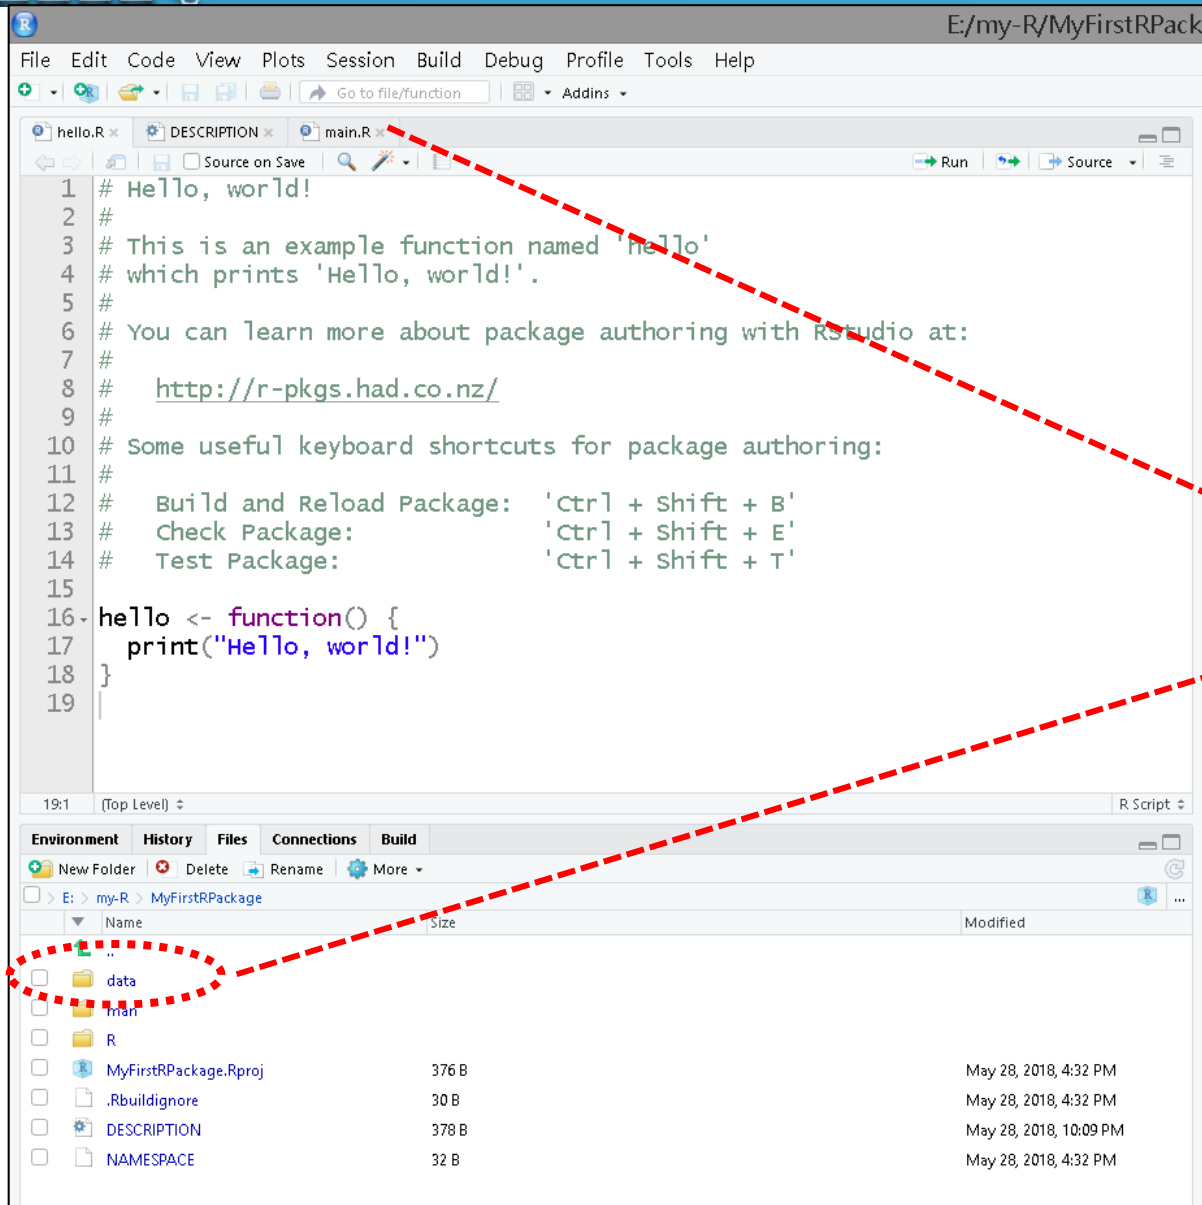 E:/my-R/MyFirstRPack
File Edit Code View Plots Session Build Debug Profile Tools Help
Go to file/function Addins
hello.R DESCRIPTION main.R
Source on Save Run Source
1 # Hello, world!
2 #
3 # This is an example function named 'hello'
4 # which prints 'Hello, world!'.
5 #
6 # You can learn more about package authoring with RStudio at:
7 #
8 # http://r-pkgs.had.co.nz/
9 #
10 # Some useful keyboard shortcuts for package authoring:
11 #
12 # Build and Reload Package: 'Ctrl + Shift + B'
13 # Check Package: 'Ctrl + Shift + E'
14 # Test Package: 'Ctrl + Shift + T'
15
16 hello <- function() {
17 print("Hello, world!")
18 }
19
19:1 (Top Level) R Script
Environment History Files Connections Build
New Folder Delete Rename More
E: > my-R > MyFirstRPackage ...
Name Size Modified
..
data
man
R
MyFirstRPackage.Rproj 376 B May 28, 2018, 4:32 PM
.Rbuildignore 30 B May 28, 2018, 4:32 PM
DESCRIPTION 378 B May 28, 2018, 10:09 PM
NAMESPACE 32 B May 28, 2018, 4:32 PM